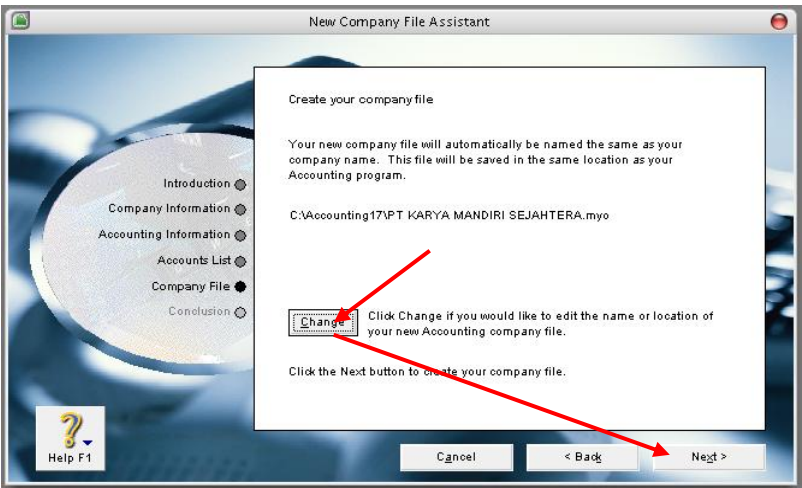 New Company File Assistant
Create your company file
Your new company file will automatically be named the same as your
company name. This file will be saved in the same location as your
Accounting program.
Introduction
Company Information
Accounting Information
Accounts List
Company File
Conclusion
C:\Accounting17\PT KARYA MANDIRI SEJAHTERA.myo
Change
Click Change if you would like to edit the name or location of
your new Accounting company file.
Click the Next button to create your company file.
Help F1
Cancel
< Back
Next >